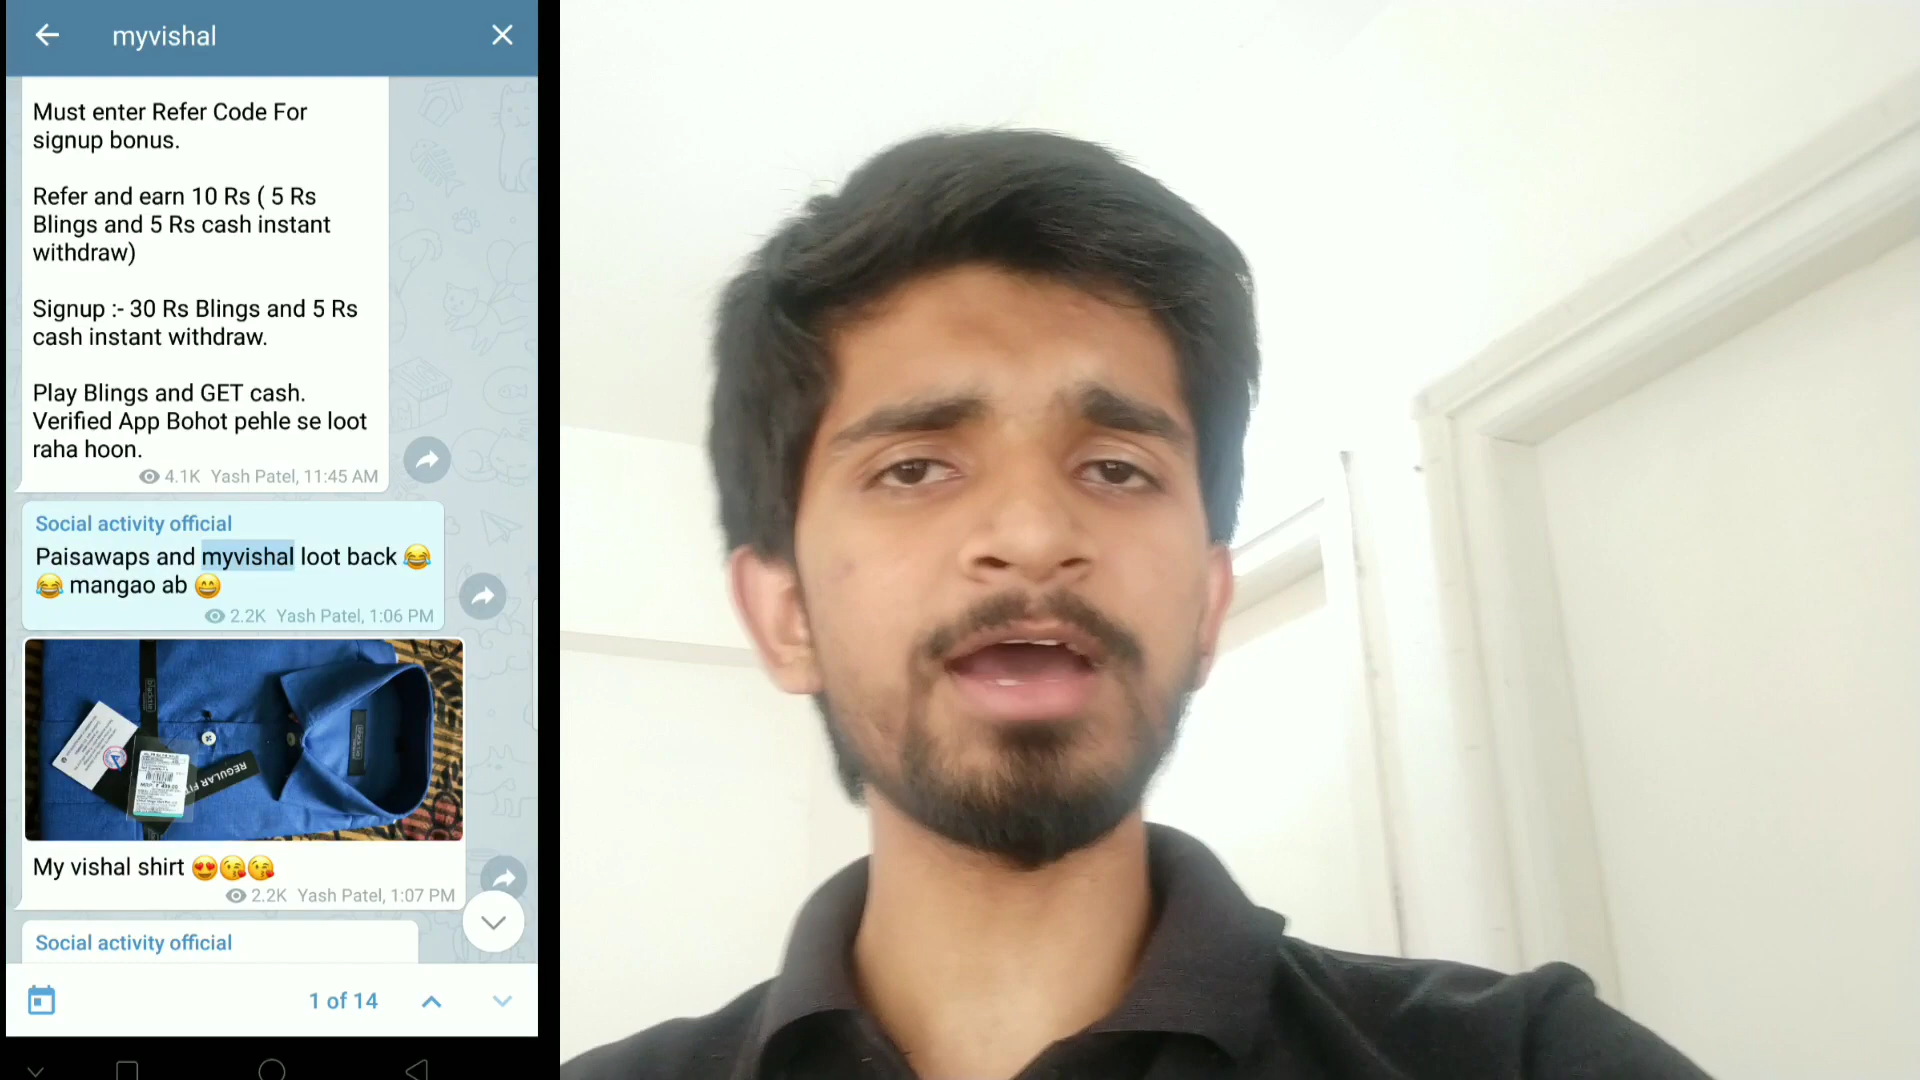 myvishal
Must enter Refer Code For
signup bonus.
Refer and earn 10 Rs ( 5 Rs
Blings and 5 Rs cash instant
withdraw)
Signup :- 30 Rs Blings and 5 Rs
cash instant withdraw.
Play Blings and GET cash.
Verified App Bohot pehle se loot
raha hoon.
4.1K Yash Patel, 11:45 AM
Social activity official
Paisawaps and myvishal loot back 😂
😂 mangao ab 😄
2.2K Yash Patel, 1:06 PM
REGULAR FIT
My vishal shirt 😍😘😘
2.2K Yash Patel, 1:07 PM
Social activity official
1 of 14